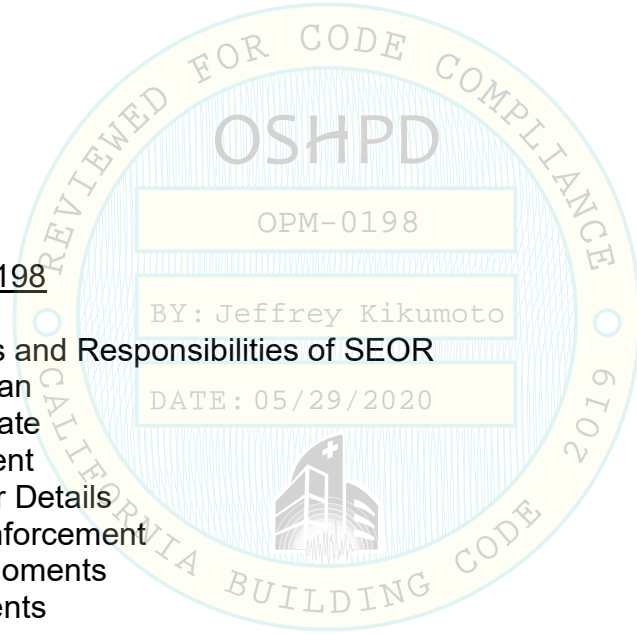 REVIEWED FOR CODE COMPLIANCE
OSHPD
OPM-0198
198
BY: Jeffrey Kikumoto
s and Responsibilities of SEOR
an
DATE: 05/29/2020
ate
ent
r Details
nforcement
oments
ents
CALIFORNIA BUILDING CODE 2019